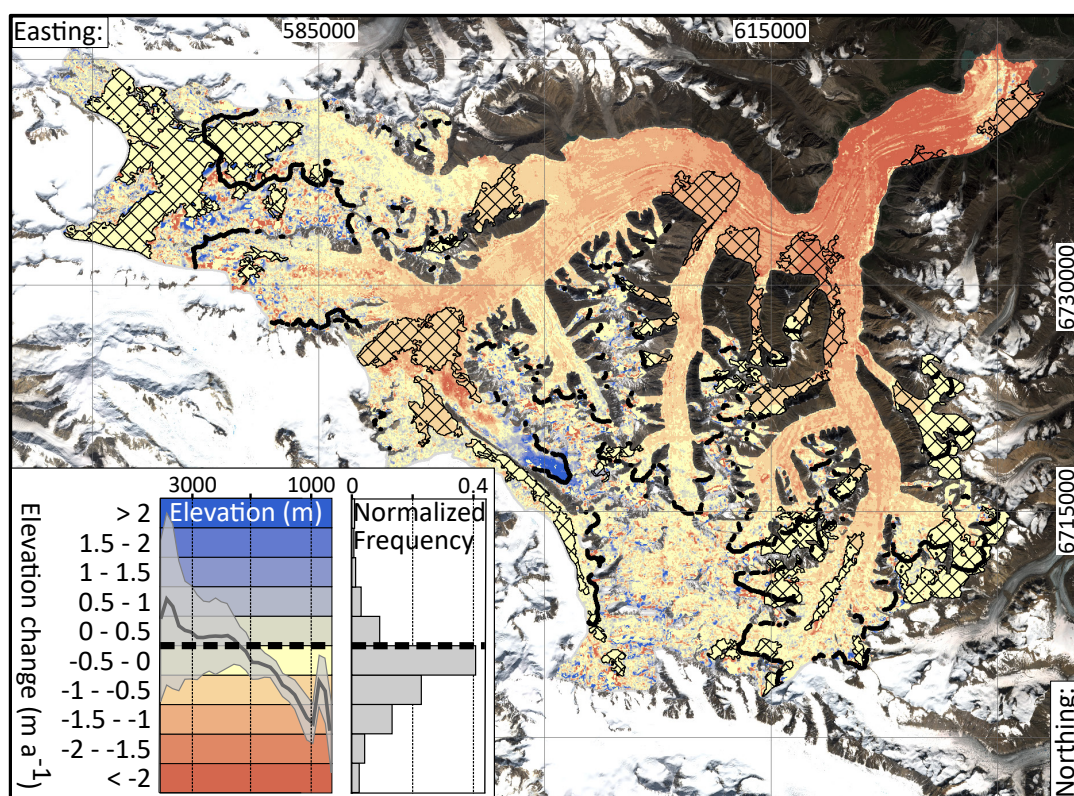 Easting:
585000
615000
6730000
6715000
Northing:
3000
1000
0
0.4
Elevation (m)
Normalized
Frequency
Elevation change (m a⁻¹)
> 2
1.5 - 2
1 - 1.5
0.5 - 1
0 - 0.5
-0.5 - 0
-1 - -0.5
-1.5 - -1
-2 - -1.5
< -2